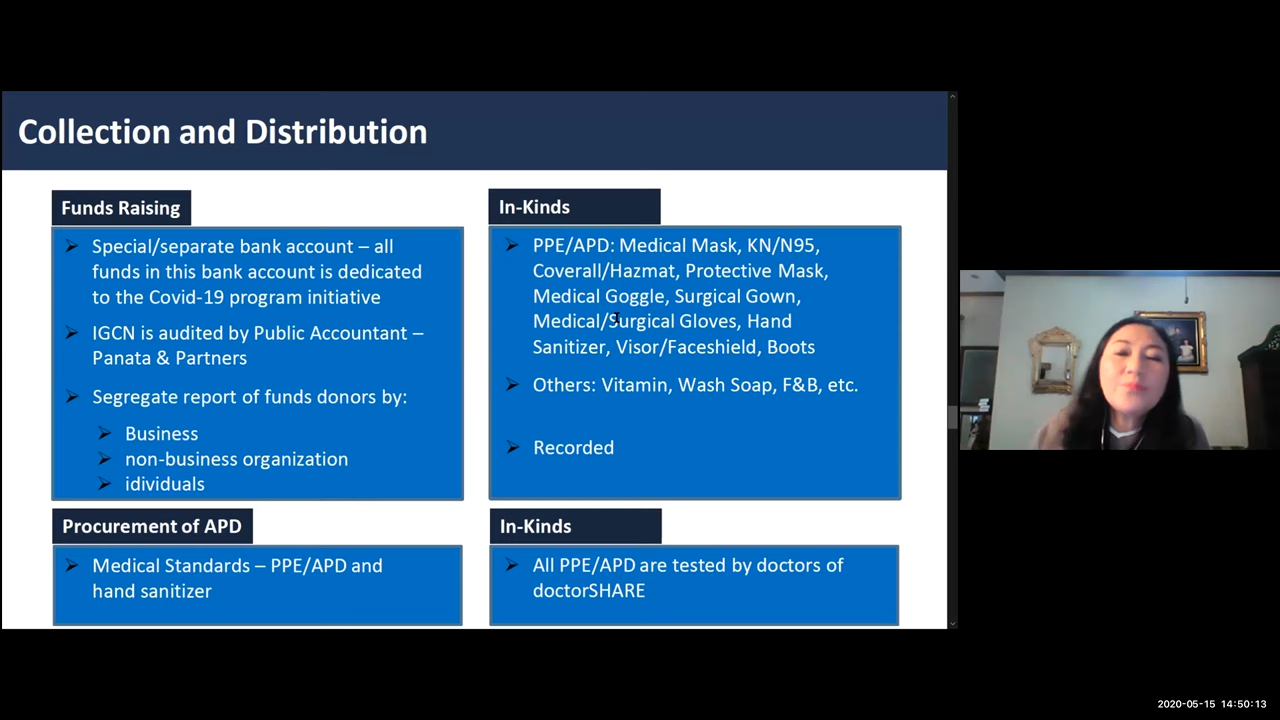 Collection and Distribution
Funds Raising
Special/separate bank account – all
funds in this bank account is dedicated
to the Covid-19 program initiative
IGCN is audited by Public Accountant –
Panata & Partners
Segregate report of funds donors by:
Business
non-business organization
idividuals
In-Kinds
PPE/APD: Medical Mask, KN/N95,
Coverall/Hazmat, Protective Mask,
Medical Goggle, Surgical Gown,
Medical/Surgical Gloves, Hand
Sanitizer, Visor/Faceshield, Boots
Others: Vitamin, Wash Soap, F&B, etc.
Recorded
Procurement of APD
Medical Standards – PPE/APD and
hand sanitizer
In-Kinds
All PPE/APD are tested by doctors of
doctorSHARE
2020-05-15 14:50:13